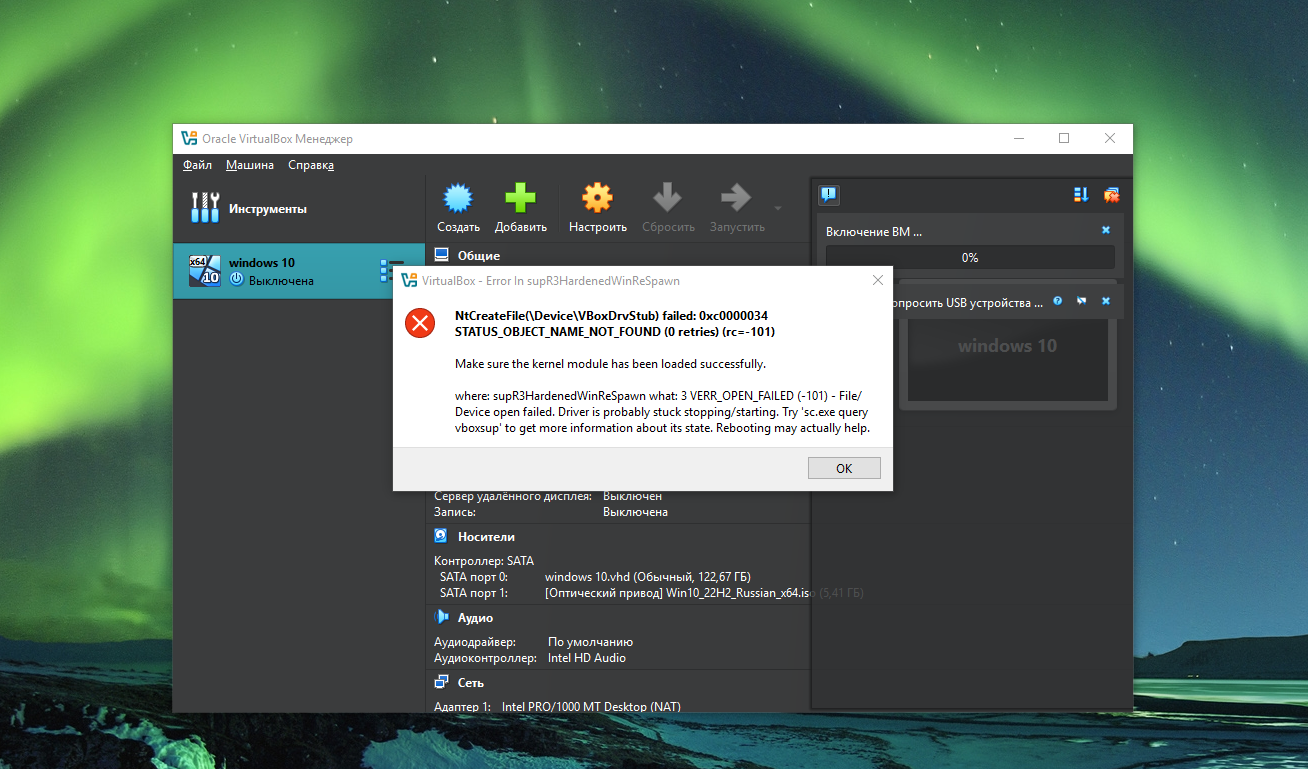 Oracle VirtualBox Менеджер
Файл Машина Справка
Инструменты
Создать Добавить Настроить Сбросить Запустить
x64
10
windows 10
Выключена
Общие
Включение ВМ ...
0%
опросить USB устройства ...
windows 10
VirtualBox - Error In supR3HardenedWinReSpawn
NtCreateFile(\Device\VBoxDrvStub) failed: 0xc0000034
STATUS_OBJECT_NAME_NOT_FOUND (0 retries) (rc=-101)
Make sure the kernel module has been loaded successfully.
where: supR3HardenedWinReSpawn what: 3 VERR_OPEN_FAILED (-101) - File/
Device open failed. Driver is probably stuck stopping/starting. Try 'sc.exe query
vboxsup' to get more information about its state. Rebooting may actually help.
OK
Сервер удалённого дисплея: Выключен
Запись: Выключена
Носители
Контроллер: SATA
SATA порт 0: windows 10.vhd (Обычный, 122,67 ГБ)
SATA порт 1: [Оптический привод] Win10_22H2_Russian_x64.iso (5,41 ГБ)
Аудио
Аудиодрайвер: По умолчанию
Аудиоконтроллер: Intel HD Audio
Сеть
Адаптер 1: Intel PRO/1000 MT Desktop (NAT)